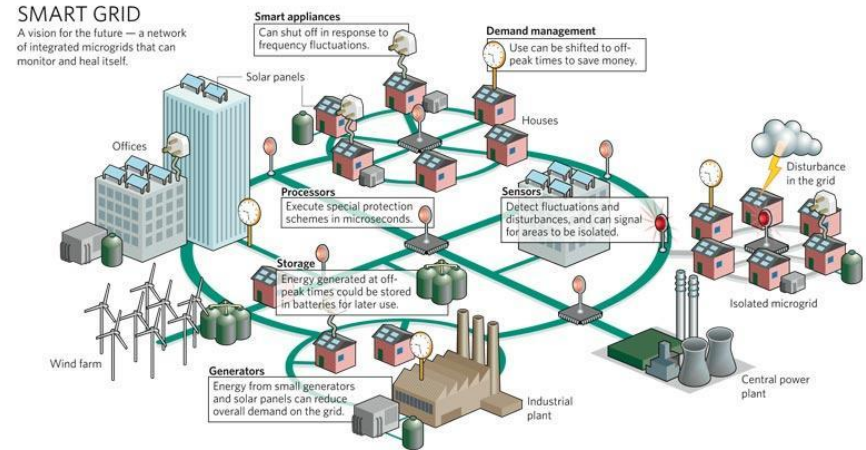 SMART GRID
A vision for the future — a network
of integrated microgrids that can
monitor and heal itself.
Smart appliances
Can shut off in response to
frequency fluctuations.
Demand management
Use can be shifted to off-
peak times to save money.
Solar panels
Offices
Houses
Disturbance
in the grid
Processors
Execute special protection
schemes in microseconds.
Sensors
Detect fluctuations and
disturbances, and can signal
for areas to be isolated.
Storage
Energy generated at off-
peak times could be stored
in batteries for later use.
Isolated microgrid
Wind farm
Generators
Energy from small generators
and solar panels can reduce
overall demand on the grid.
Industrial
plant
Central power
plant